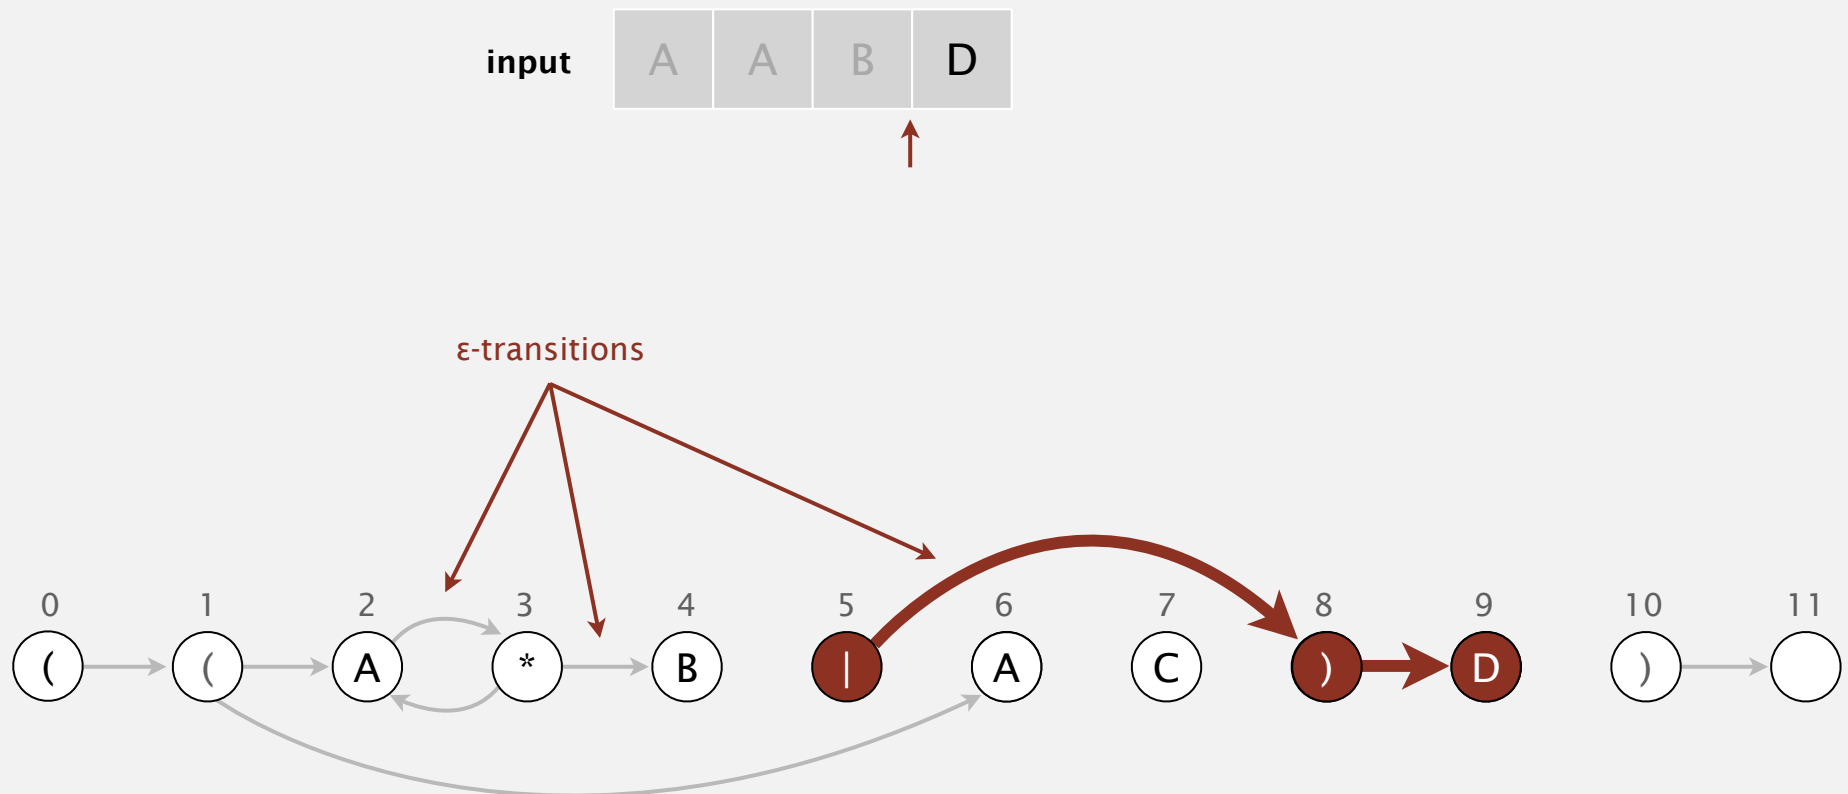 input A A B D
ε-transitions
0 1 2 3 4 5 6 7 8 9 10 11
( ( A * B | A C ) D )